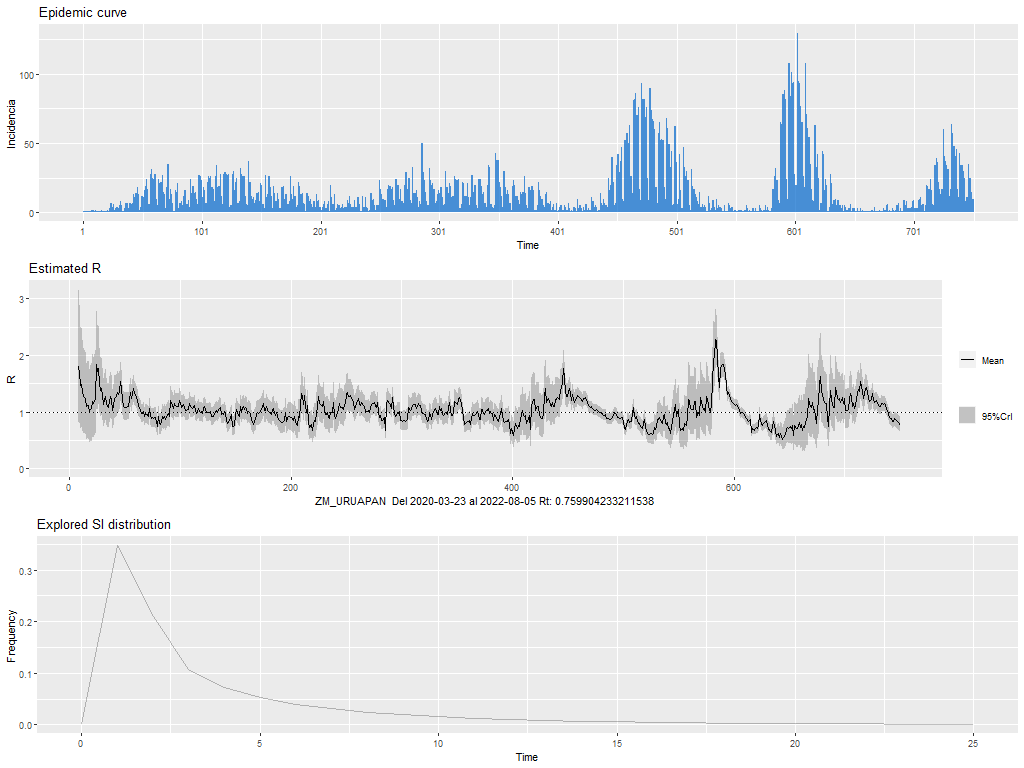 Epidemic curve
Incidencia
100
50
0
1 101 201 301 401 501 601 701
Time
Estimated R
R
3
2
1
0
Mean
95%CrI
0 200 400 600
ZM_URUAPAN Del 2020-03-23 al 2022-08-05 Rt: 0.759904233211538
Explored SI distribution
Frequency
0.3
0.2
0.1
0.0
0 5 10 15 20 25
Time